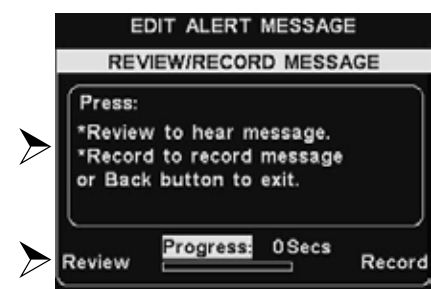 EDIT ALERT MESSAGE
REVIEW/RECORD MESSAGE
Press:
*Review to hear message.
*Record to record message
or Back button to exit.
Progress: 0Secs
Review Record